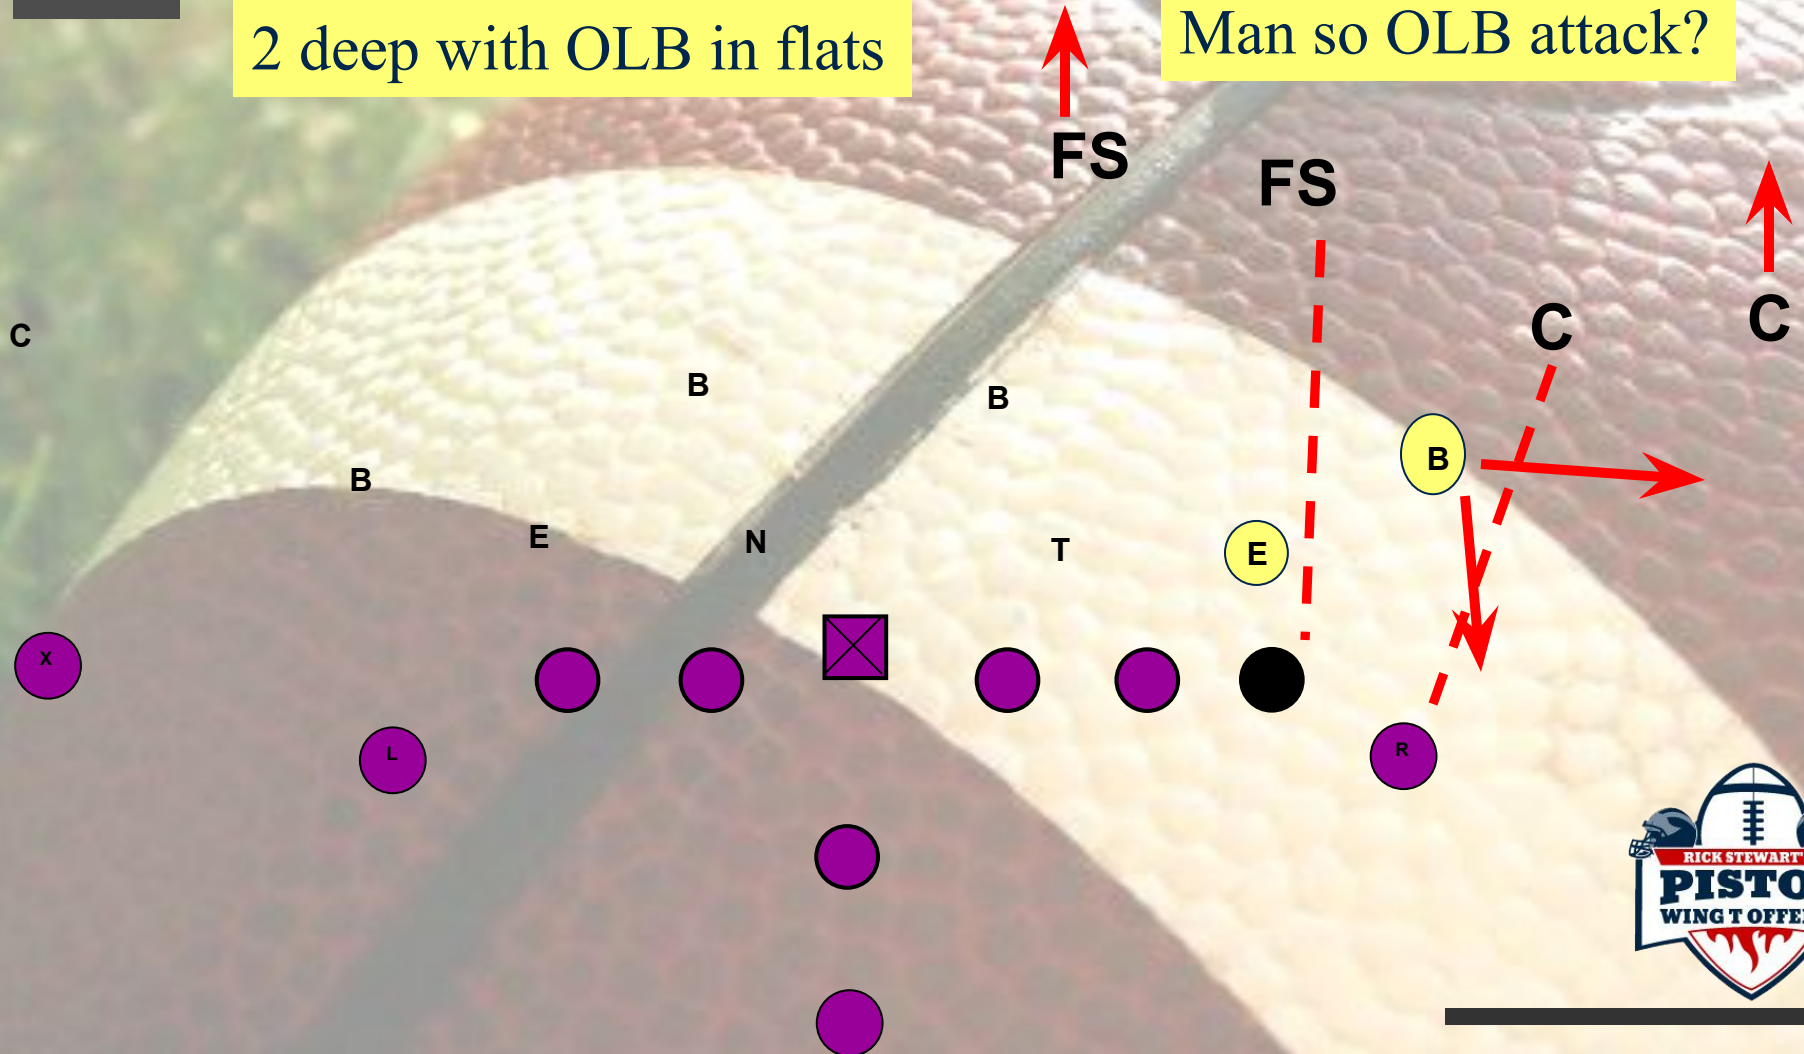 2 deep with OLB in flats
Man so OLB attack?
FS
FS
C
C
C
B
B
B
B
E
N
T
E
X
L
R
RICK STEWART'
PISTO
WING T OFFE